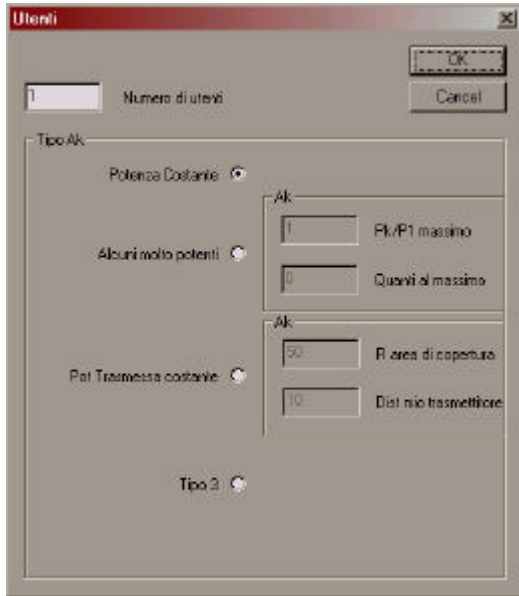 Utenti
OK
1 Numero di utenti
Cancel
Tipo Ak
Potenza Costante
Ak
1 Pk/P1 massimo
Alcuni molto potenti
0 Quanti al massimo
Ak
50 R area di copertura
Pot Trasmessa costante
10 Dist mio trasmettitore
Tipo 3